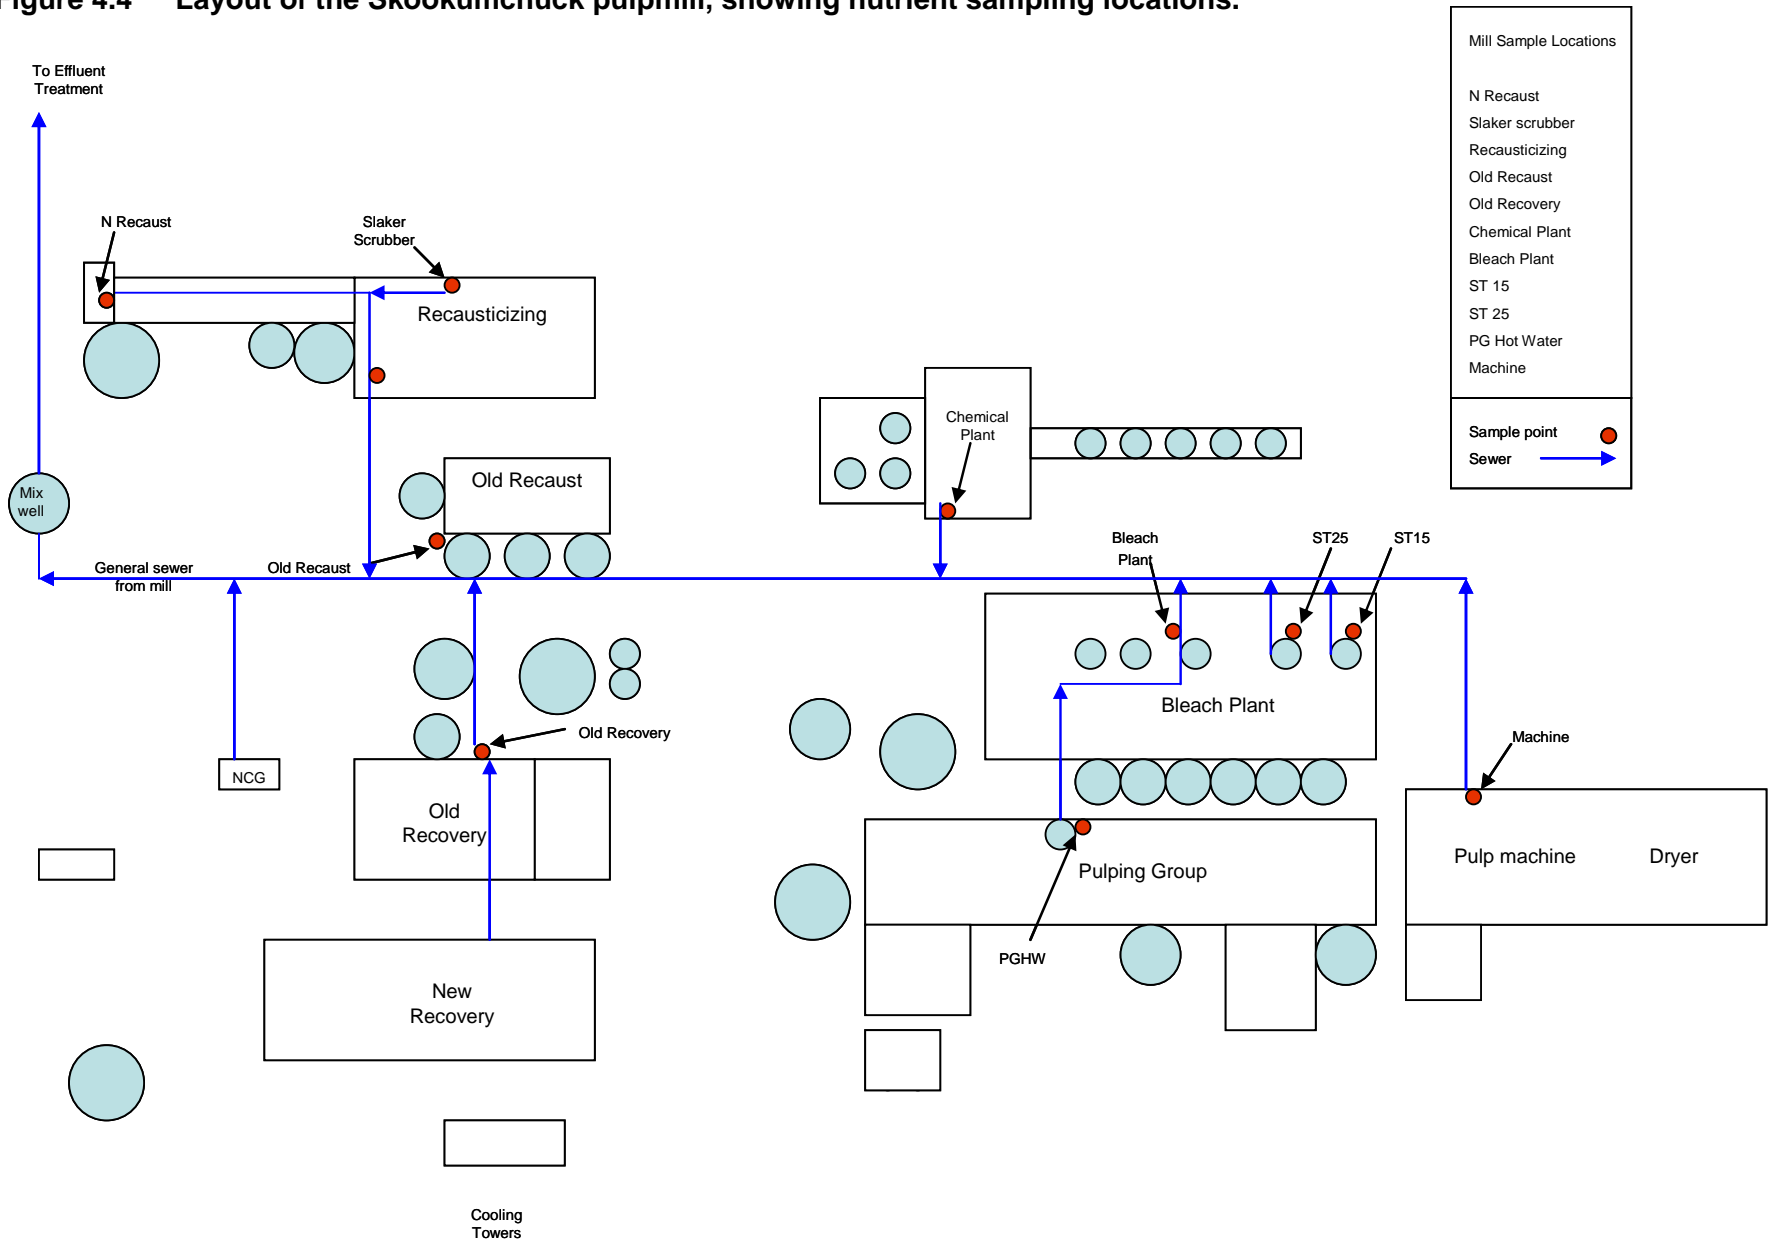 Figure 4.4 Layout of the Skookumchuck pulpmill, showing nutrient sampling locations.
Mill Sample Locations
N Recaust
Slaker scrubber
Recausticizing
Old Recaust
Old Recovery
Chemical Plant
Bleach Plant
ST 15
ST 25
PG Hot Water
Machine
Sample point
Sewer
To Effluent
Treatment
N Recaust
Slaker
Scrubber
Recausticizing
Chemical
Plant
Old Recaust
Mix
well
General sewer
from mill
Old Recaust
Bleach
Plant
ST25
ST15
Old Recovery
Bleach Plant
Machine
NCG
Old
Recovery
Pulping Group
Pulp machine
Dryer
PGHW
New
Recovery
Cooling
Towers